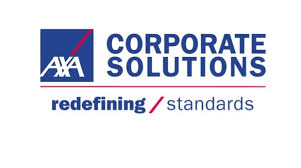 AXA CORPORATE
SOLUTIONS
redefining / standards